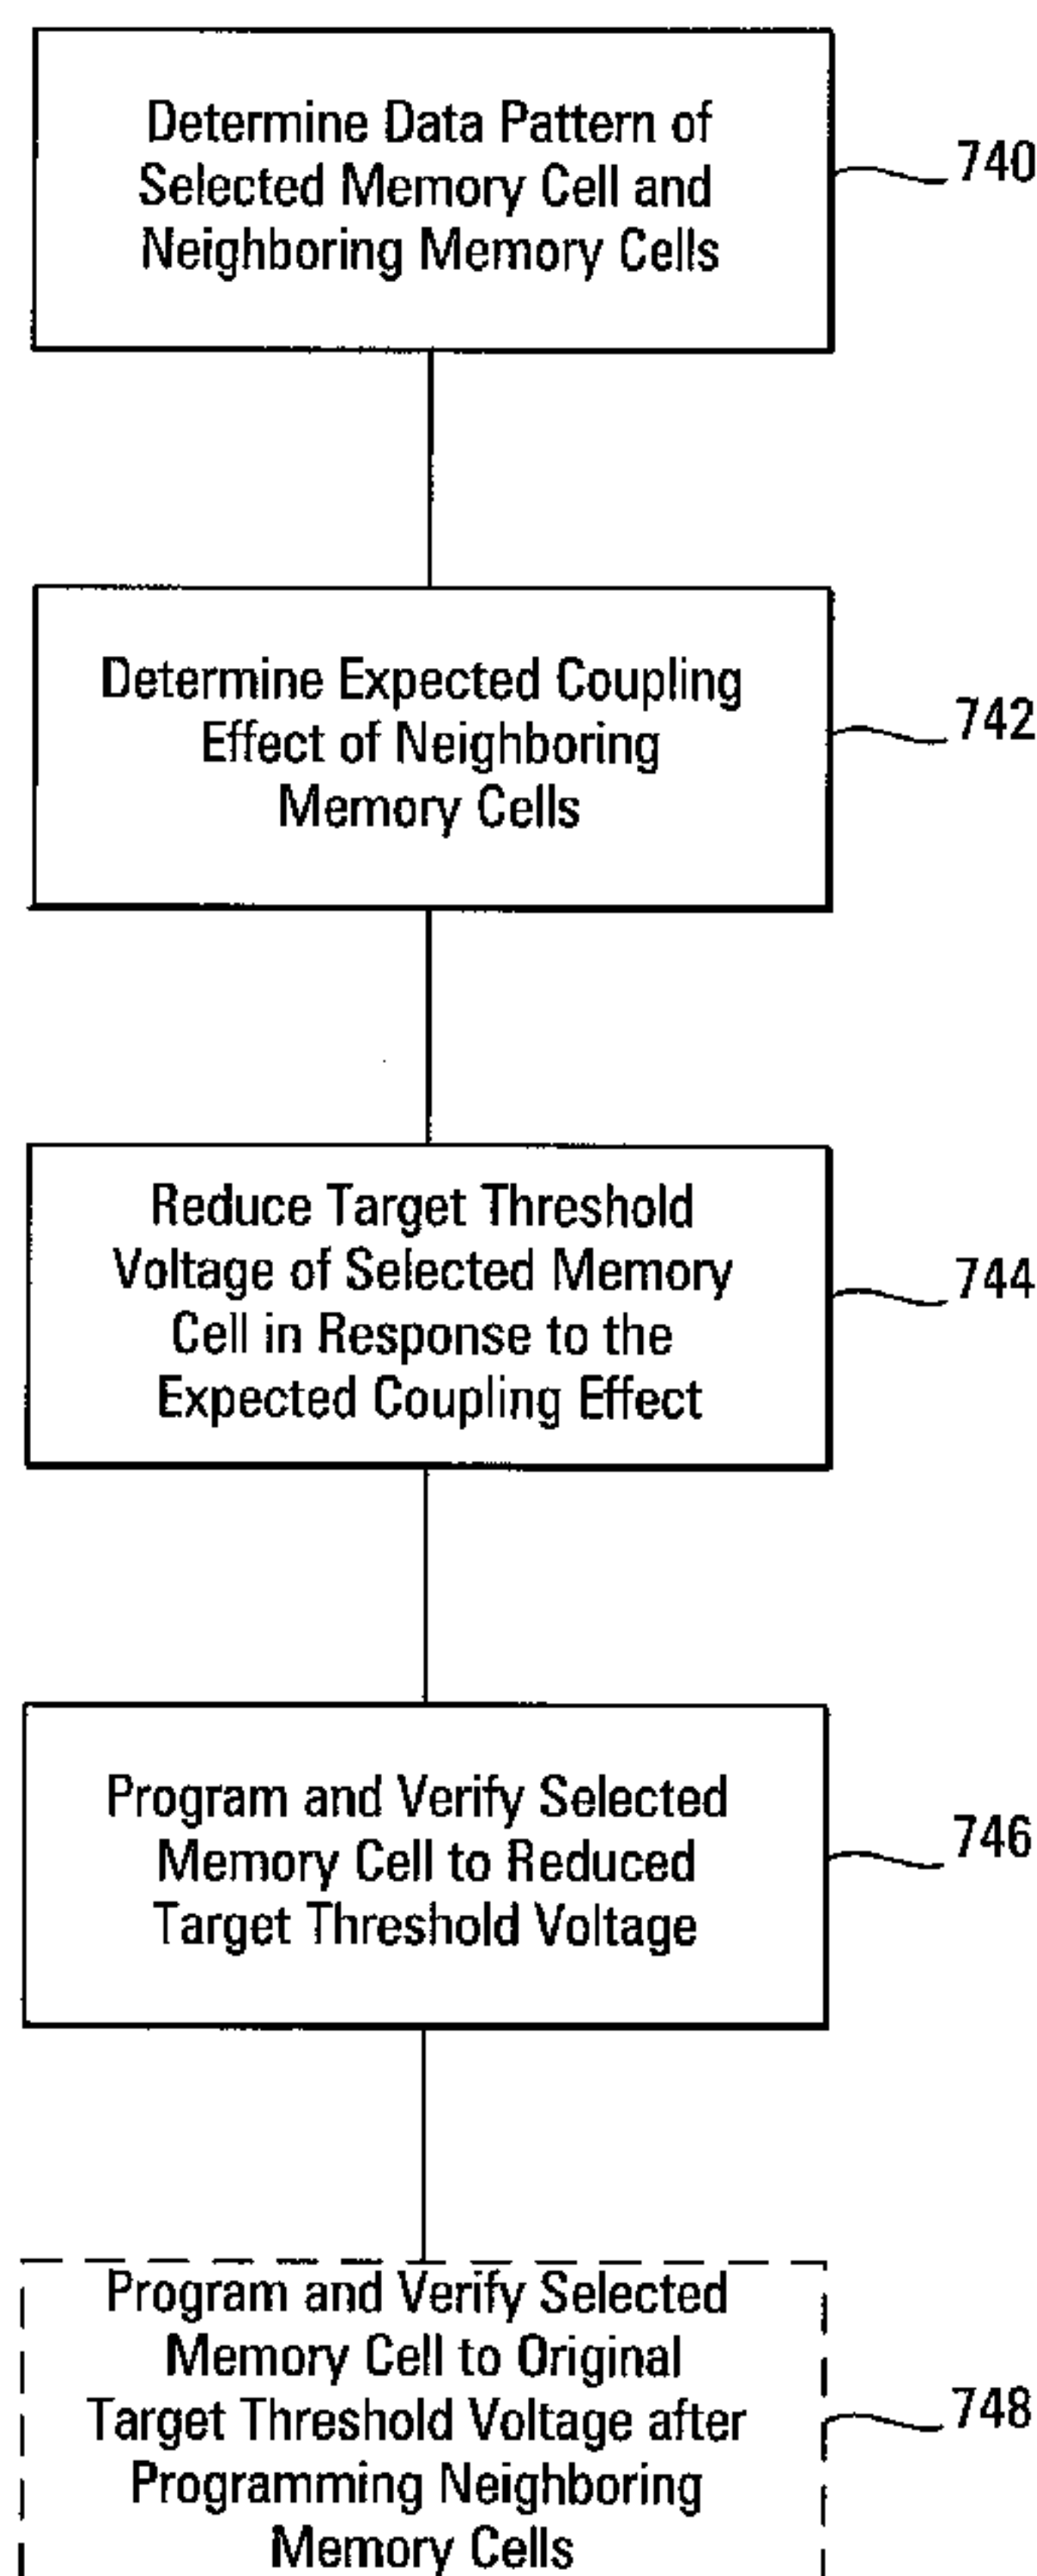 Determine Data Pattern of
Selected Memory Cell and
Neighboring Memory Cells
740
Determine Expected Coupling
Effect of Neighboring
Memory Cells
742
Reduce Target Threshold
Voltage of Selected Memory
Cell in Response to the
Expected Coupling Effect
744
Program and Verify Selected
Memory Cell to Reduced
Target Threshold Voltage
746
Program and Verify Selected
Memory Cell to Original
Target Threshold Voltage after
Programming Neighboring
Memory Cells
748